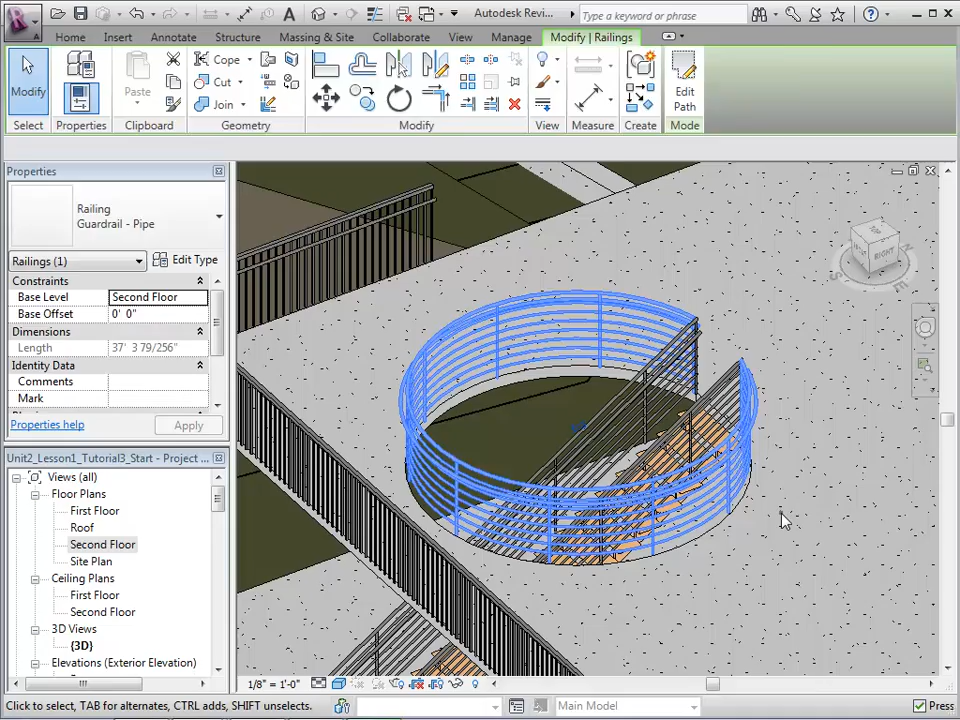 Autodesk Revi...
Type a keyword or phrase
Home Insert Annotate Structure Massing & Site Collaborate View Manage Modify | Railings
Modify
Paste
Cope
Cut
Join
Edit Path
Select Properties Clipboard Geometry Modify View Measure Create Mode
Properties
Railing
Guardrail - Pipe
Railings (1) Edit Type
Constraints
Base Level Second Floor
Base Offset 0' 0"
Dimensions
Length 37' 3 79/256"
Identity Data
Comments
Mark
Properties help Apply
Unit2_Lesson1_Tutorial3_Start - Project ...
Views (all)
Floor Plans
First Floor
Roof
Second Floor
Site Plan
Ceiling Plans
First Floor
Second Floor
3D Views
{3D}
Elevations (Exterior Elevation)
TOP
RIGHT
1/8" = 1'-0"
Click to select, TAB for alternates, CTRL adds, SHIFT unselects. Main Model Press